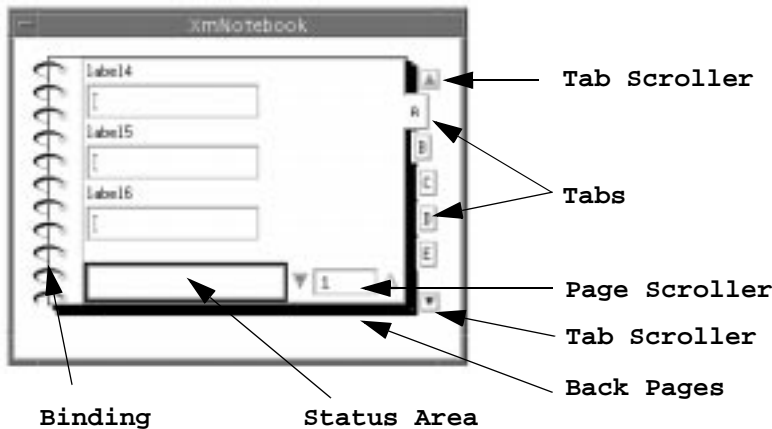 XmNotebook
label4
Tab Scroller
[
A
label5
B
[
C
Tabs
label6
D
[
E
1
Page Scroller
Tab Scroller
Back Pages
Binding
Status Area